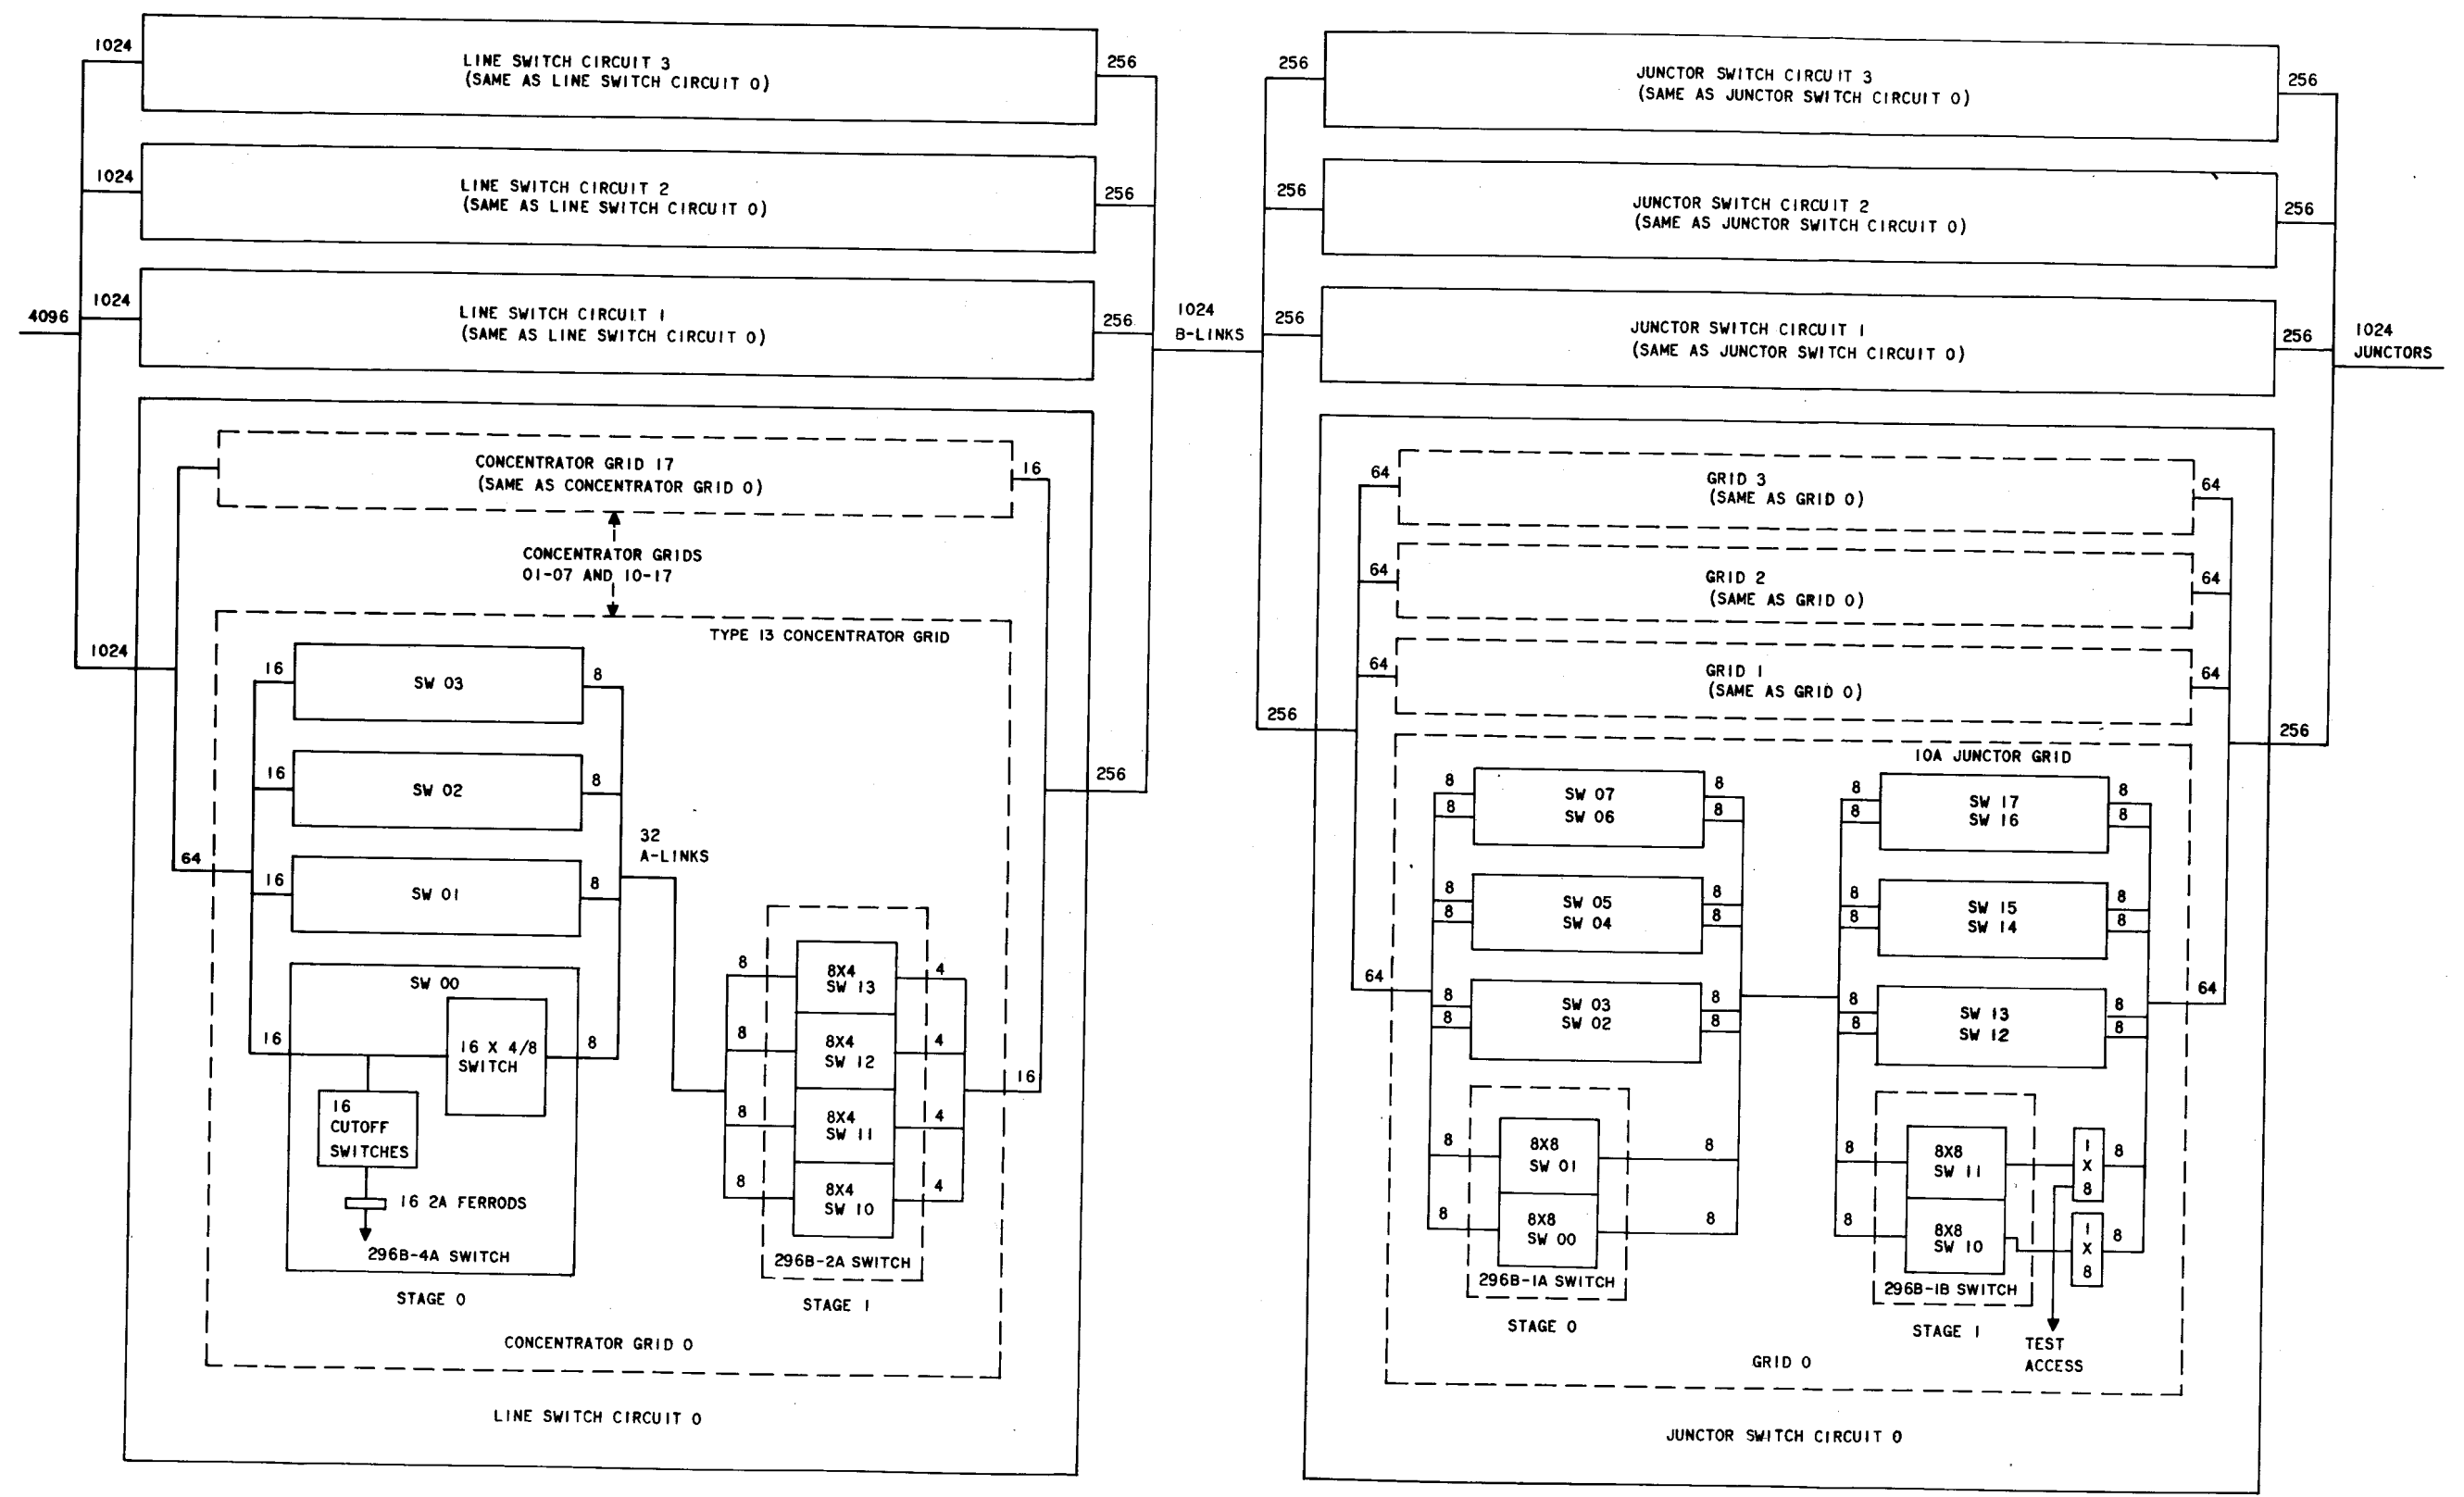 1024
LINE SWITCH CIRCUIT 3
(SAME AS LINE SWITCH CIRCUIT 0)
256
1024
LINE SWITCH CIRCUIT 2
(SAME AS LINE SWITCH CIRCUIT 0)
256
4096
1024
LINE SWITCH CIRCUIT 1
(SAME AS LINE SWITCH CIRCUIT 0)
256
1024
B-LINKS
CONCENTRATOR GRID 17
(SAME AS CONCENTRATOR GRID 0)
16
CONCENTRATOR GRIDS
01-07 AND 10-17
TYPE 13 CONCENTRATOR GRID
1024
16
SW 03
8
16
SW 02
8
256
64
16
SW 01
8
32
A-LINKS
SW 00
16
16 X 4/8
SWITCH
8
16
CUTOFF
SWITCHES
16 2A FERRODS
296B-4A SWITCH
STAGE 0
8
8X4
SW 13
4
8
8X4
SW 12
4
16
8
8X4
SW 11
4
8
8X4
SW 10
4
296B-2A SWITCH
STAGE 1
CONCENTRATOR GRID 0
LINE SWITCH CIRCUIT 0
256
JUNCTOR SWITCH CIRCUIT 3
(SAME AS JUNCTOR SWITCH CIRCUIT 0)
256
256
JUNCTOR SWITCH CIRCUIT 2
(SAME AS JUNCTOR SWITCH CIRCUIT 0)
256
256
JUNCTOR SWITCH CIRCUIT 1
(SAME AS JUNCTOR SWITCH CIRCUIT 0)
256
1024
JUNCTORS
64
GRID 3
(SAME AS GRID 0)
64
64
GRID 2
(SAME AS GRID 0)
64
64
GRID 1
(SAME AS GRID 0)
64
256
256
10A JUNCTOR GRID
8
8
SW 07
SW 06
8
8
8
8
SW 17
SW 16
8
8
8
8
SW 05
SW 04
8
8
8
8
SW 15
SW 14
8
8
64
8
8
SW 03
SW 02
8
8
8
8
SW 13
SW 12
8
8
64
8
8X8
SW 01
8
8
8X8
SW 11
1
X
8
8
8
8X8
SW 00
8
8
8X8
SW 10
1
X
8
8
296B-1A SWITCH
296B-1B SWITCH
STAGE 0
STAGE 1
TEST
ACCESS
GRID 0
JUNCTOR SWITCH CIRCUIT 0